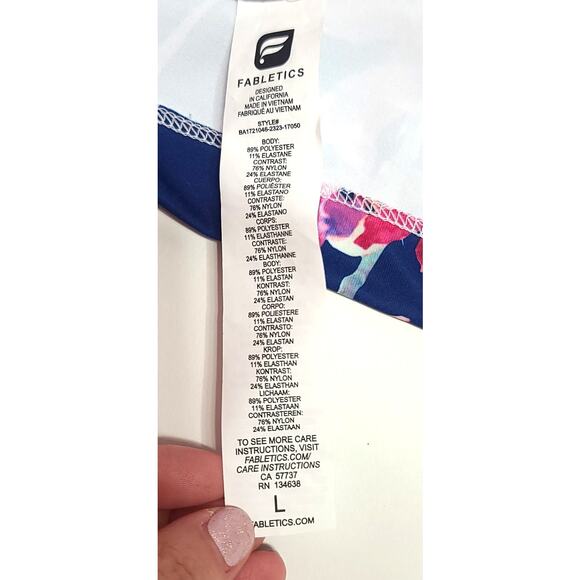 FABLETICS
DESIGNED
IN CALIFORNIA
MADE IN VIETNAM
FABRIQUÉ AU VIETNAM
STYLE#
BA1721046-2323-17050
BODY:
89% POLYESTER
11% ELASTANE
CONTRAST:
76% NYLON
24% ELASTANE
CUERPO:
89% POLIÉSTER
11% ELASTANO
CONTRASTE:
76% NYLON
24% ELASTANO
CORPS:
89% POLYESTER
11% ELASTHANNE
CONTRASTE:
76% NYLON
24% ELASTHANNE
BODY:
89% POLYESTER
11% ELASTAN
KONTRAST:
76% NYLON
24% ELASTAN
CORPO:
89% POLIESTERE
11% ELASTAN
CONTRASTO:
76% NYLON
24% ELASTAN
KROP:
89% POLYESTER
11% ELASTHAN
KONTRAST:
76% NYLON
24% ELASTHAN
LICHAAM:
89% POLYESTER
11% ELASTAAN
CONTRASTEREN:
76% NYLON
24% ELASTAAN
TO SEE MORE CARE
INSTRUCTIONS, VISIT
FABLETICS.COM/
CARE INSTRUCTIONS
CA 57737
RN 134638
L
FABLETICS.COM